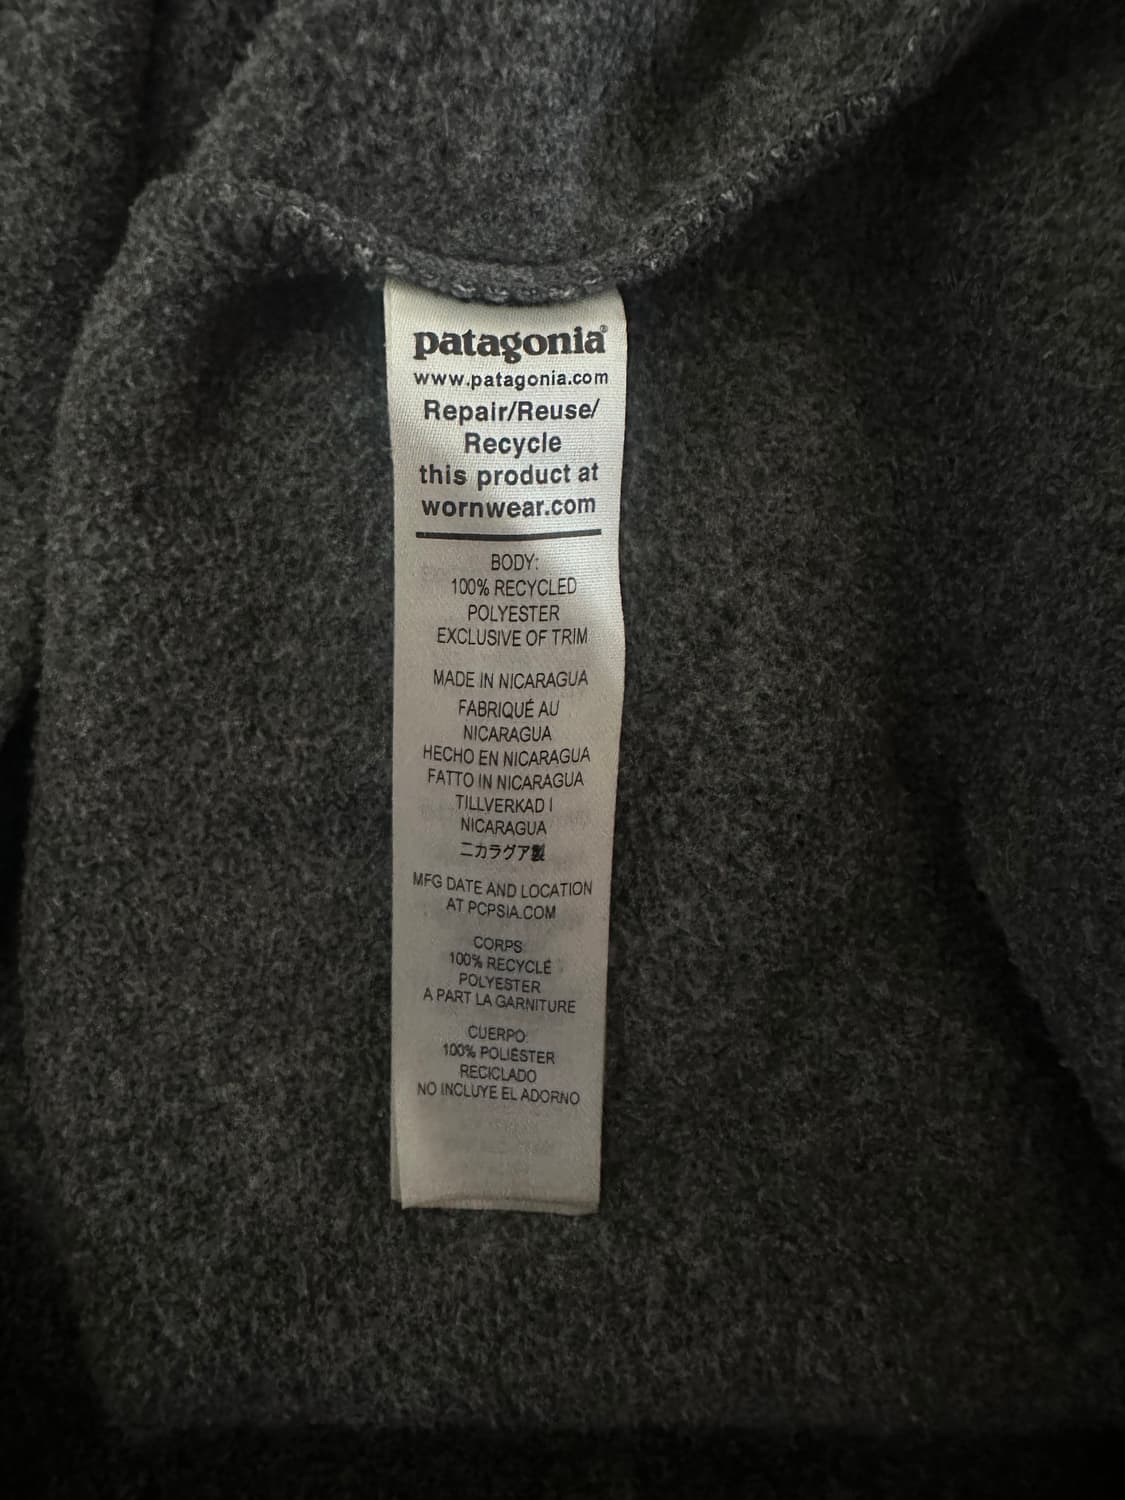 patagonia®
www.patagonia.com
Repair/Reuse/
Recycle
this product at
wornwear.com
BODY:
100% RECYCLED
POLYESTER
EXCLUSIVE OF TRIM
MADE IN NICARAGUA
FABRIQUÉ AU
NICARAGUA
HECHO EN NICARAGUA
FATTO IN NICARAGUA
TILLVERKAD I
NICARAGUA
ニカラグア製
MFG DATE AND LOCATION
AT PCPSIA.COM
CORPS:
100% RECYCLÉ
POLYESTER
A PART LA GARNITURE
CUERPO:
100% POLIÉSTER
RECICLADO
NO INCLUYE EL ADORNO